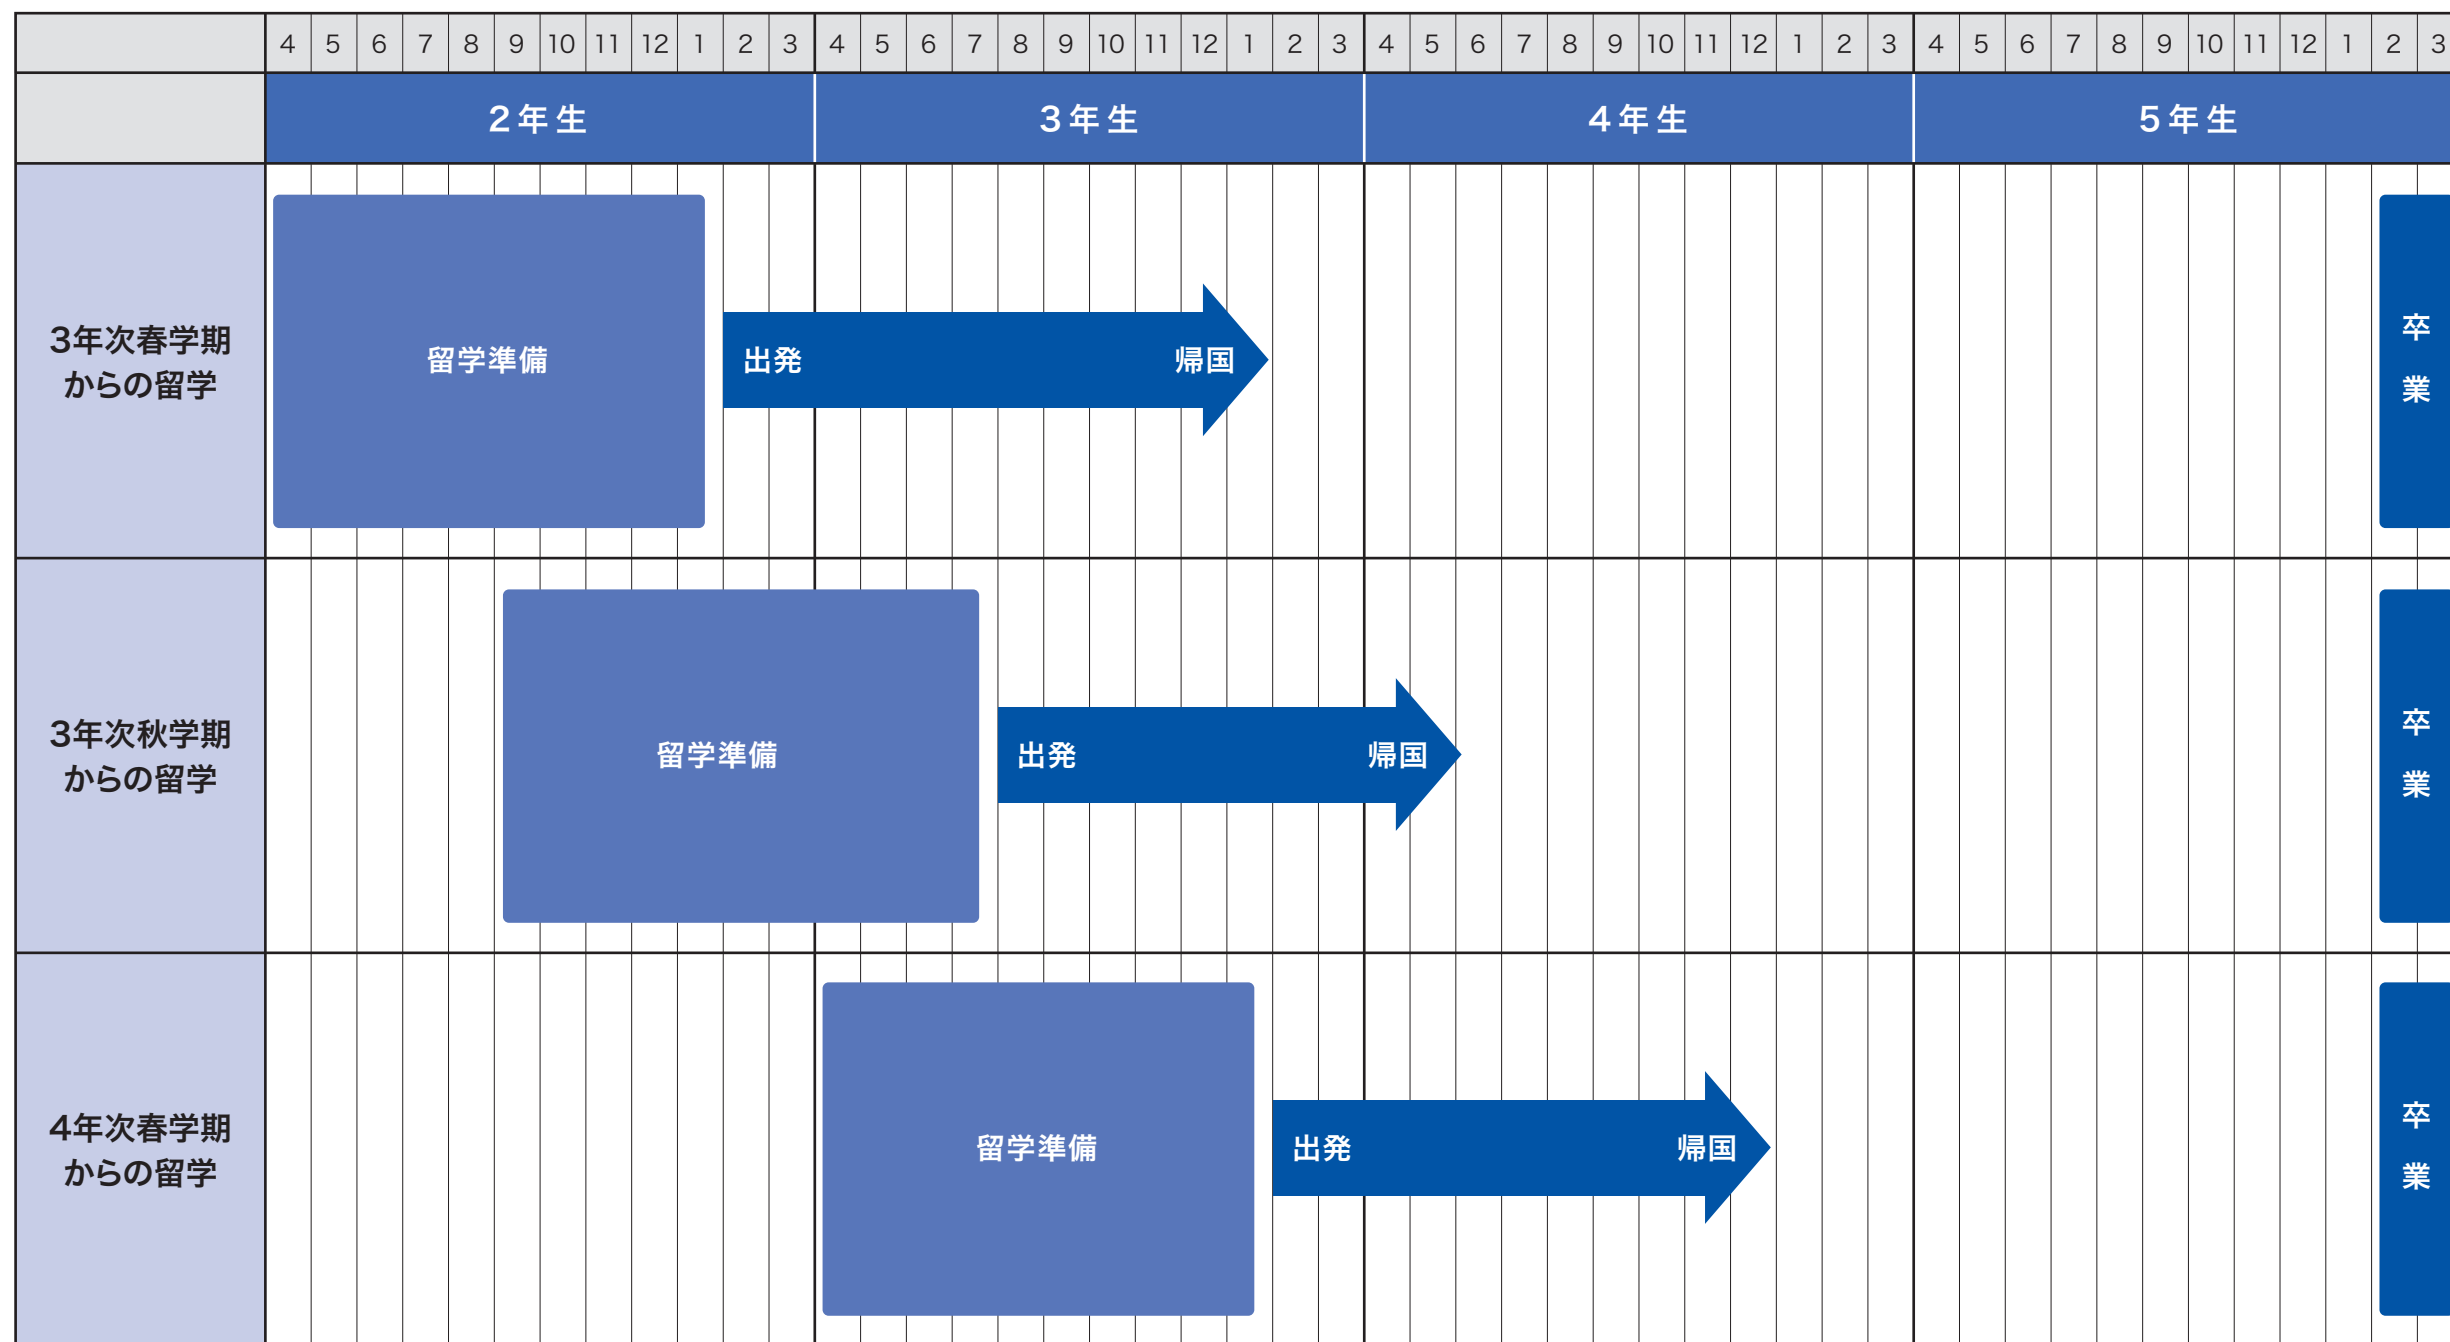 4 5 6 7 8 9 10 11 12 1 2 3 4 5 6 7 8 9 10 11 12 1 2 3 4 5 6 7 8 9 10 11 12 1 2 3 4 5 6 7 8 9 10 11 12 1 2 3
2年生 3年生 4年生 5年生
3年次春学期
からの留学
留学準備
出発
帰国
卒
業
3年次秋学期
からの留学
留学準備
出発
帰国
卒
業
4年次春学期
からの留学
留学準備
出発
帰国
卒
業